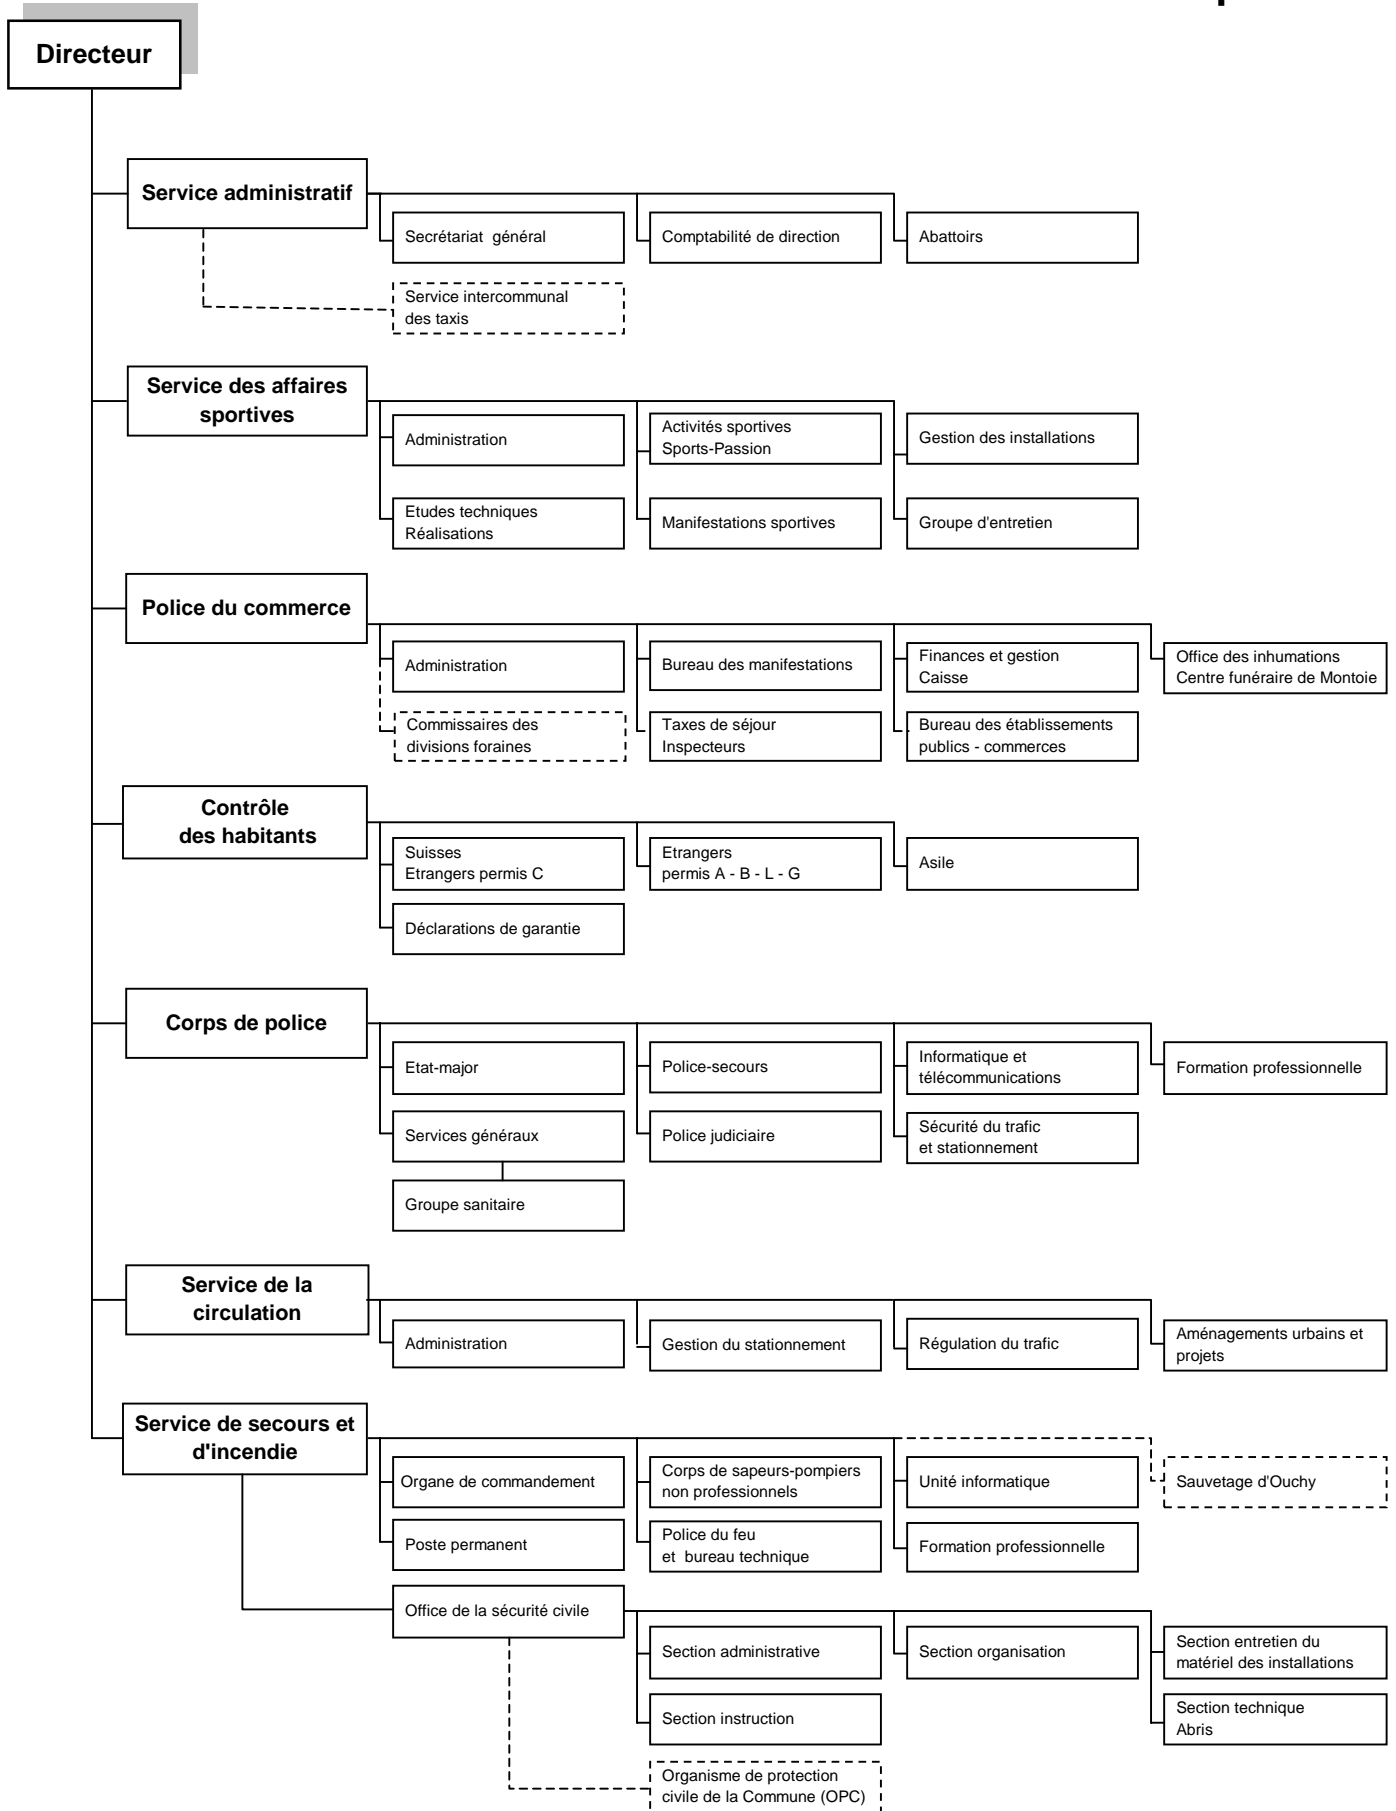 Directeur
Service administratif
Secrétariat général
Comptabilité de direction
Abattoirs
Service intercommunal
des taxis
Service des affaires
sportives
Administration
Activités sportives
Sports-Passion
Gestion des installations
Etudes techniques
Réalisations
Manifestations sportives
Groupe d'entretien
Police du commerce
Administration
Bureau des manifestations
Finances et gestion
Caisse
Office des inhumations
Centre funéraire de Montoie
Commissaires des
divisions foraines
Taxes de séjour
Inspecteurs
Bureau des établissements
publics - commerces
Contrôle
des habitants
Suisses
Etrangers permis C
Etrangers
permis A - B - L - G
Asile
Déclarations de garantie
Corps de police
Etat-major
Police-secours
Informatique et
télécommunications
Formation professionnelle
Services généraux
Police judiciaire
Sécurité du trafic
et stationnement
Groupe sanitaire
Service de la
circulation
Administration
Gestion du stationnement
Régulation du trafic
Aménagements urbains et
projets
Service de secours et
d'incendie
Organe de commandement
Corps de sapeurs-pompiers
non professionnels
Unité informatique
Sauvetage d'Ouchy
Poste permanent
Police du feu
et bureau technique
Formation professionnelle
Office de la sécurité civile
Section administrative
Section organisation
Section entretien du
matériel des installations
Section instruction
Section technique
Abris
Organisme de protection
civile de la Commune (OPC)